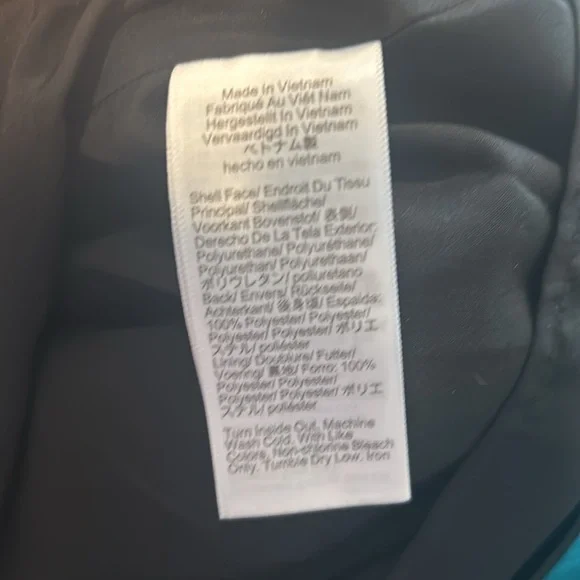 Made In Vietnam
Fabriqué Au Viêt Nam
Hergestellt In Vietnam
Vervaardigd In Vietnam
ベトナム製
hecho en vietnam
Shell Face/ Endroit Du Tissu
Principal/ Shellfläche/
Voorkant Bovenstof/ 表側/
Derecho De La Tela Exterior:
Polyurethane/ Polyuréthane/
Polyurethan/ Polyurethaan/
ポリウレタン/ poliuretano
Back/ Envers/ Rückseite/
Achterkant/ 後身頃/ Espalda:
100% Polyester/ Polyester/
Polyester/ Polyester/ ポリエ
ステル/ poliéster
Lining/ Doublure/ Futter/
Voering/ 裏地/ Forro: 100%
Polyester/ Polyester/
Polyester/ Polyester/ ポリエ
ステル/ poliéster
Turn Inside Out, Machine
Wash Cold. With Like
Colors, Non-chlorine Bleach
Only. Tumble Dry Low. Iron